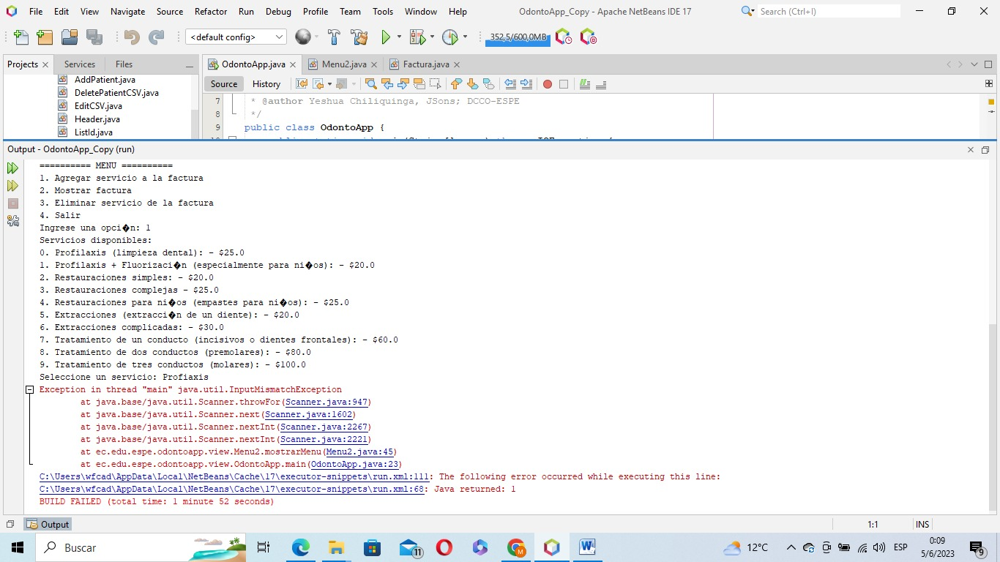 File Edit View Navigate Source Refactor Run Debug Profile Team Tools Window Help
OdontoApp_Copy - Apache NetBeans IDE 17
Search (Ctrl+I)
<default config>
352,5/600,0MB
Projects
Services
Files
OdontoApp.java
Menu2.java
Factura.java
AddPatient.java
DeletePatientCSV.java
EditCSV.java
Header.java
ListId.java
Source History
7 * @author Yeshua Chiliquinga, JSons; DCCO-ESPE
8 */
9 public class OdontoApp {
Output - OdontoApp_Copy (run)
========== MENU ==========
1. Agregar servicio a la factura
2. Mostrar factura
3. Eliminar servicio de la factura
4. Salir
Ingrese una opci�n: 1
Servicios disponibles:
0. Profilaxis (limpieza dental): - $25.0
1. Profilaxis + Fluorizaci�n (especialmente para ni�os): - $20.0
2. Restauraciones simples: - $20.0
3. Restauraciones complejas - $25.0
4. Restauraciones para ni�os (empastes para ni�os): - $25.0
5. Extracciones (extracci�n de un diente): - $20.0
6. Extracciones complicadas: - $30.0
7. Tratamiento de un conducto (incisivos o dientes frontales): - $60.0
8. Tratamiento de dos conductos (premolares): - $80.0
9. Tratamiento de tres conductos (molares): - $100.0
Seleccione un servicio: Profiaxis
Exception in thread "main" java.util.InputMismatchException
at java.base/java.util.Scanner.throwFor(Scanner.java:947)
at java.base/java.util.Scanner.next(Scanner.java:1602)
at java.base/java.util.Scanner.nextInt(Scanner.java:2267)
at java.base/java.util.Scanner.nextInt(Scanner.java:2221)
at ec.edu.espe.odontoapp.view.Menu2.mostrarMenu(Menu2.java:45)
at ec.edu.espe.odontoapp.view.OdontoApp.main(OdontoApp.java:23)
C:\Users\wfcad\AppData\Local\NetBeans\Cache\17\executor-snippets\run.xml:111: The following error occurred while executing this line:
C:\Users\wfcad\AppData\Local\NetBeans\Cache\17\executor-snippets\run.xml:68: Java returned: 1
BUILD FAILED (total time: 1 minute 52 seconds)
Output
1:1
INS
Buscar
11
12°C
ESP
0:09
5/6/2023
9